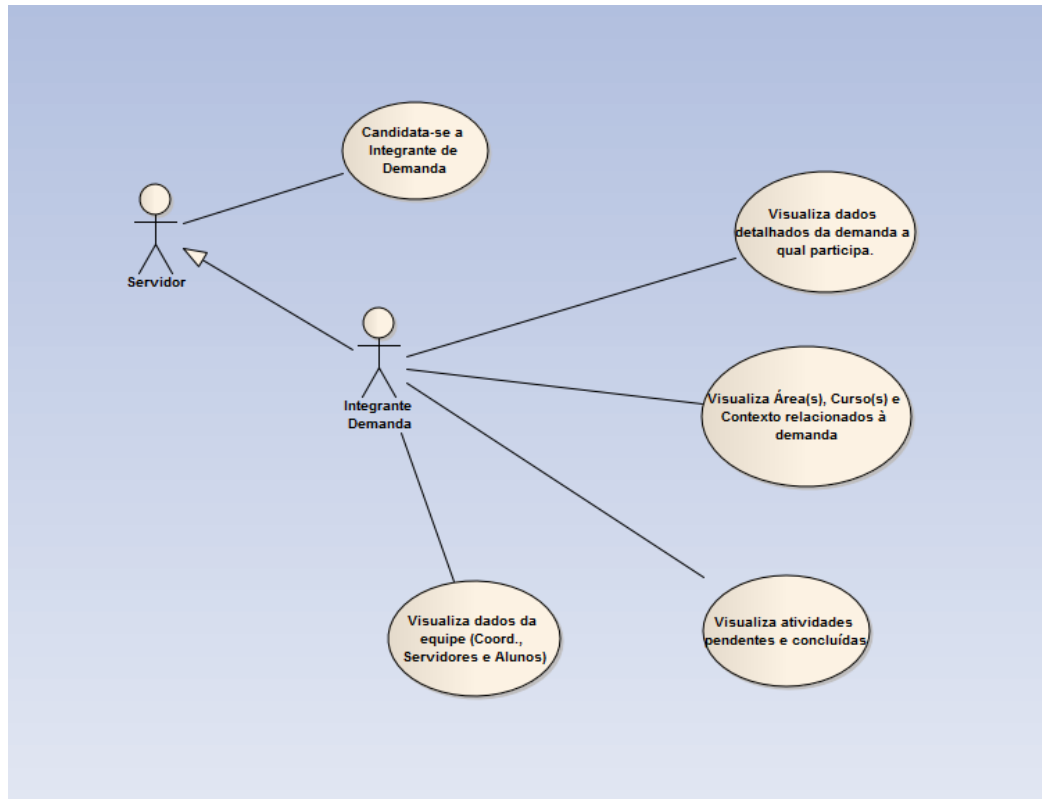 Candidata-se a
Integrante de
Demanda
Servidor
Visualiza dados
detalhados da demanda a
qual participa.
Integrante
Demanda
Visualiza Área(s), Curso(s) e
Contexto relacionados à
demanda
Visualiza dados da
equipe (Coord.,
Servidores e Alunos)
Visualiza atividades
pendentes e concluídas